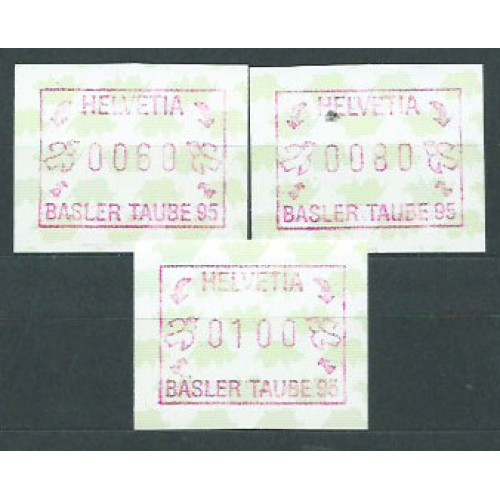 HELVETIA
0060
BASLER TAUBE 95
HELVETIA
0080
BASLER TAUBE 95
HELVETIA
0100
BASLER TAUBE 95